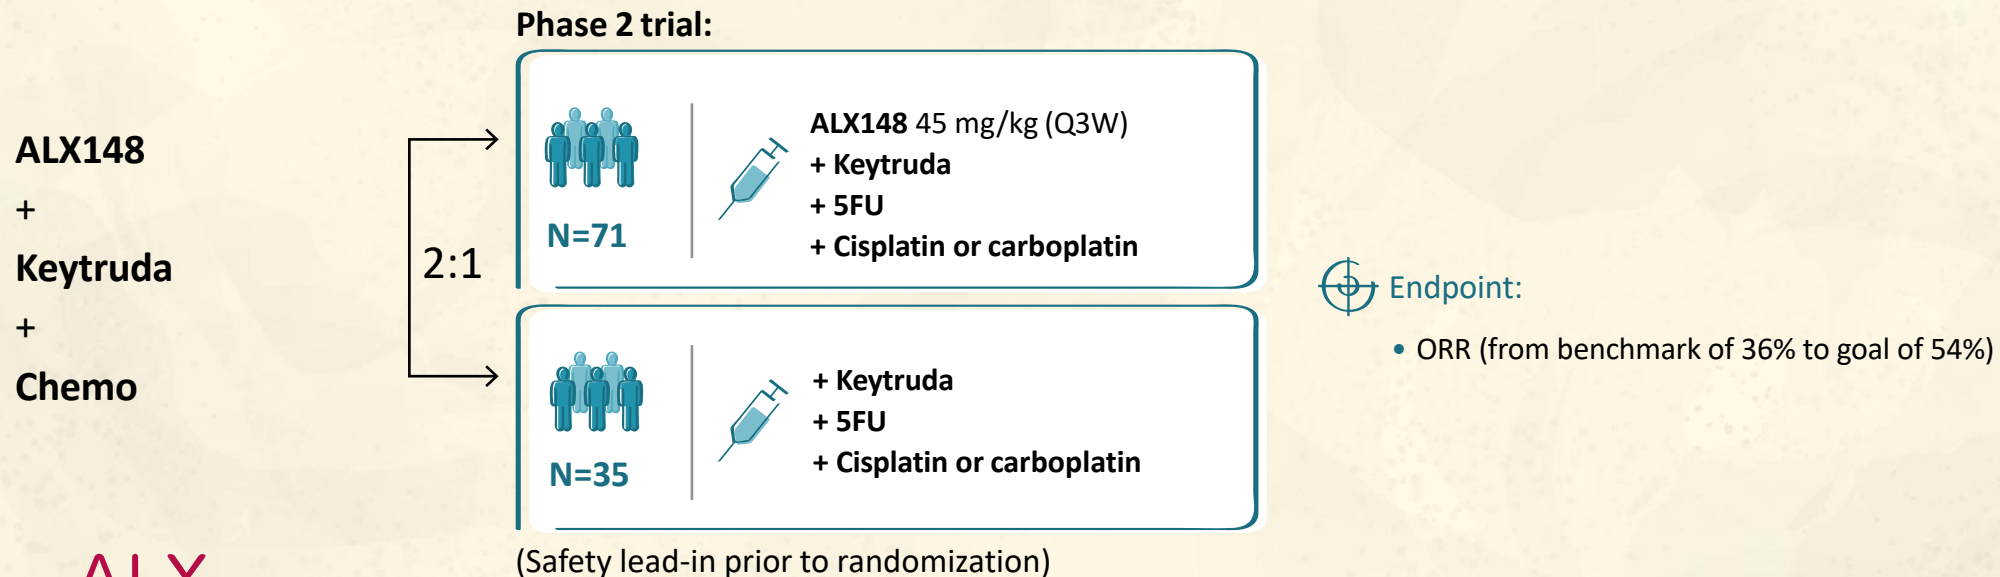 Phase 2 trial:
ALX148
+
Keytruda
+
Chemo
2:1
N=71
ALX148 45 mg/kg (Q3W)
+ Keytruda
+ 5FU
+ Cisplatin or carboplatin
N=35
+ Keytruda
+ 5FU
+ Cisplatin or carboplatin
(Safety lead-in prior to randomization)
Endpoint:
• ORR (from benchmark of 36% to goal of 54%)
ALX